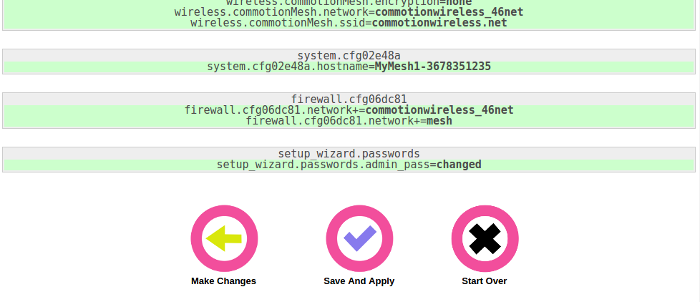 wireless.commotionMesh.encryption=none
wireless.commotionMesh.network=commotionwireless_46net
wireless.commotionMesh.ssid=commotionwireless.net
system.cfg02e48a
system.cfg02e48a.hostname=MyMesh1-3678351235
firewall.cfg06dc81
firewall.cfg06dc81.network+=commotionwireless_46net
firewall.cfg06dc81.network+=mesh
setup_wizard.passwords
setup_wizard.passwords.admin_pass=changed
Make Changes
Save And Apply
Start Over